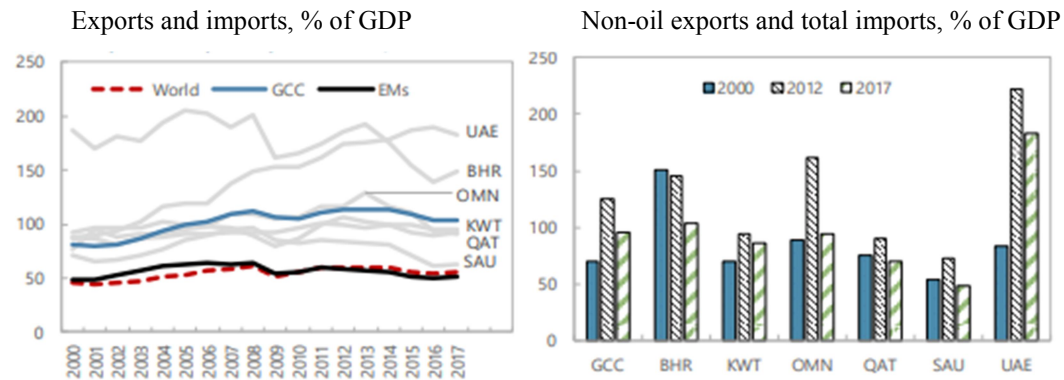 Exports and imports, % of GDP
250
200
150
100
50
0
World
GCC
EMs
UAE
BHR
OMN
KWT
QAT
SAU
2000 2001 2002 2003 2004 2005 2006 2007 2008 2009 2010 2011 2012 2013 2014 2015 2016 2017
Non-oil exports and total imports, % of GDP
250
200
150
100
50
0
2000 2012 2017
GCC BHR KWT OMN QAT SAU UAE